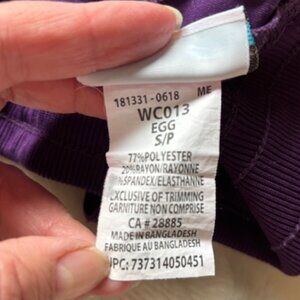 181331-0618 ME
WC013
EGG
S/P
77%POLYESTER
20%RAYON/RAYONNE
SPANDEX/ELASTHANNE
EXCLUSIVE OF TRIMMING
GARNITURE NON COMPRISE
CA # 28885
MADE IN BANGLADESH
FABRIQUE AU BANGLADESH
UPC: 737314050451